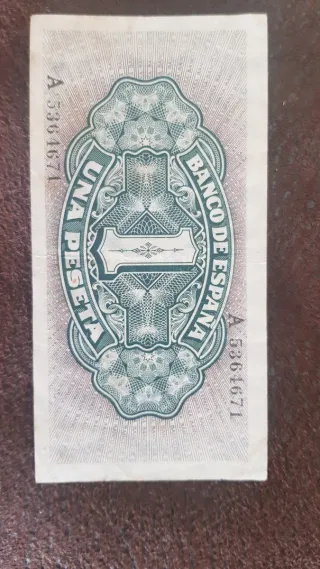 A 5364671
BANCO DE ESPAÑA
1
UNA PESETA
A 5364671